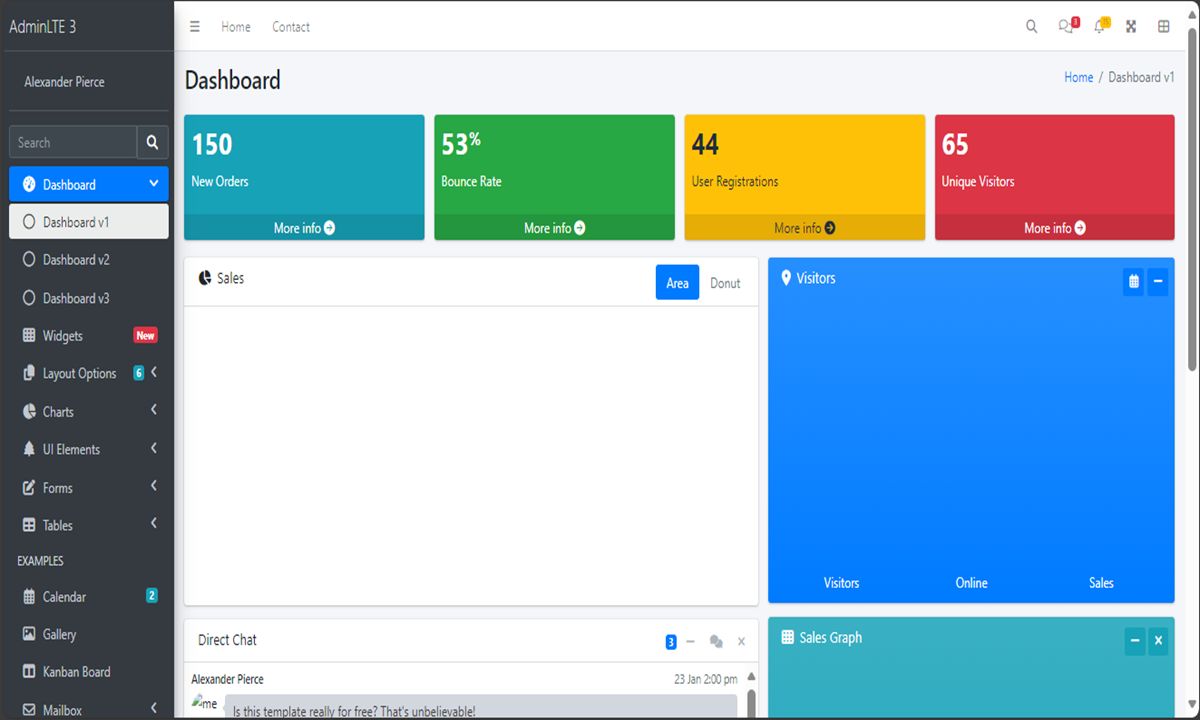 AdminLTE 3
Alexander Pierce
Search
Dashboard
Dashboard v1
Dashboard v2
Dashboard v3
Widgets New
Layout Options 6
Charts
UI Elements
Forms
Tables
EXAMPLES
Calendar 2
Gallery
Kanban Board
Mailbox
Home Contact
3
15
Dashboard
Home / Dashboard v1
150
New Orders
More info
53%
Bounce Rate
More info
44
User Registrations
More info
65
Unique Visitors
More info
Sales
Area Donut
Visitors
Visitors Online Sales
Direct Chat 3
Alexander Pierce 23 Jan 2:00 pm
me
Is this template really for free? That's unbelievable!
Sales Graph